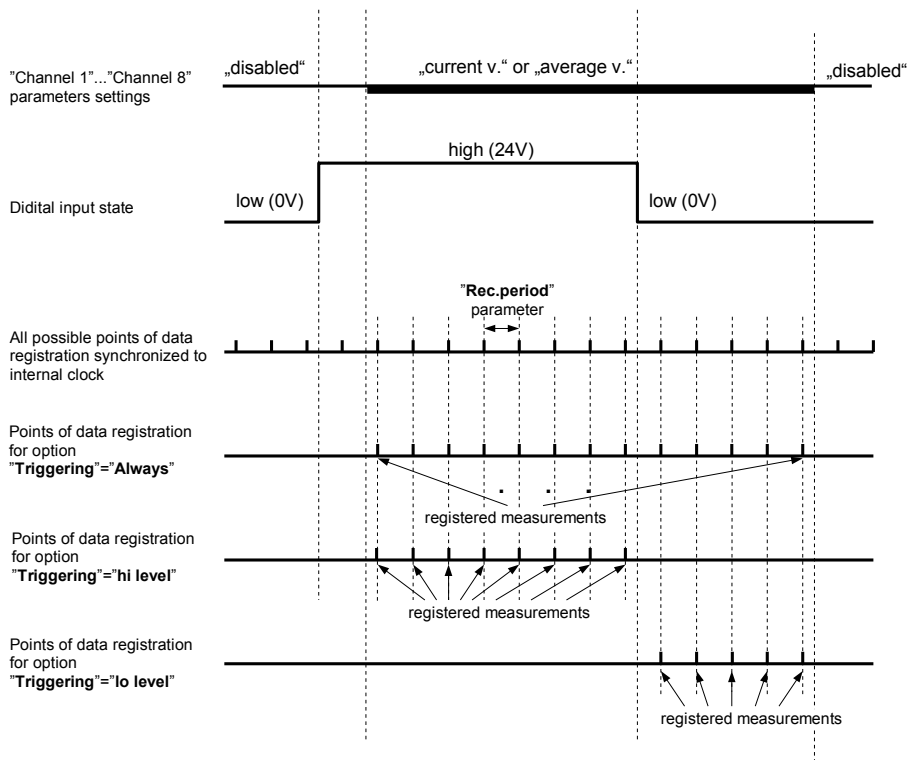 "Channel 1"..."Channel 8"
parameters settings
„disabled“
„current v.“ or „average v.“
„disabled“
Didital input state
low (0V)
high (24V)
low (0V)
"Rec.period"
parameter
All possible points of data
registration synchronized to
internal clock
Points of data registration
for option
"Triggering"="Always"
. . .
registered measurements
Points of data registration
for option
"Triggering"="hi level"
registered measurements
Points of data registration
for option
"Triggering"="lo level"
registered measurements